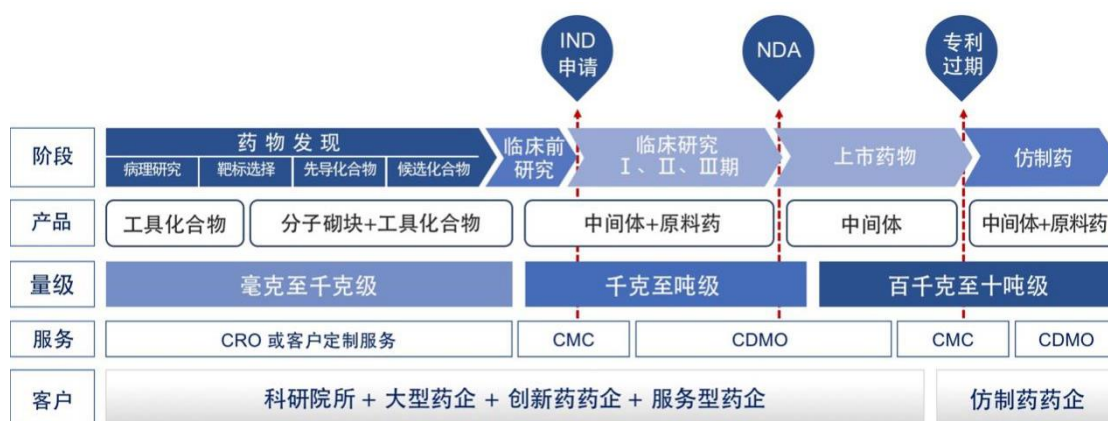 IND
申请
NDA
专利
过期
阶段
药物发现
病理研究
靶标选择
先导化合物
候选化合物
临床前
研究
临床研究
Ⅰ、Ⅱ、Ⅲ期
上市药物
仿制药
产品
工具化合物
分子砌块+工具化合物
中间体+原料药
中间体
中间体+原料药
量级
毫克至千克级
千克至吨级
百千克至十吨级
服务
CRO 或客户定制服务
CMC
CDMO
CMC
CDMO
客户
科研院所 + 大型药企 + 创新药药企 + 服务型药企
仿制药药企